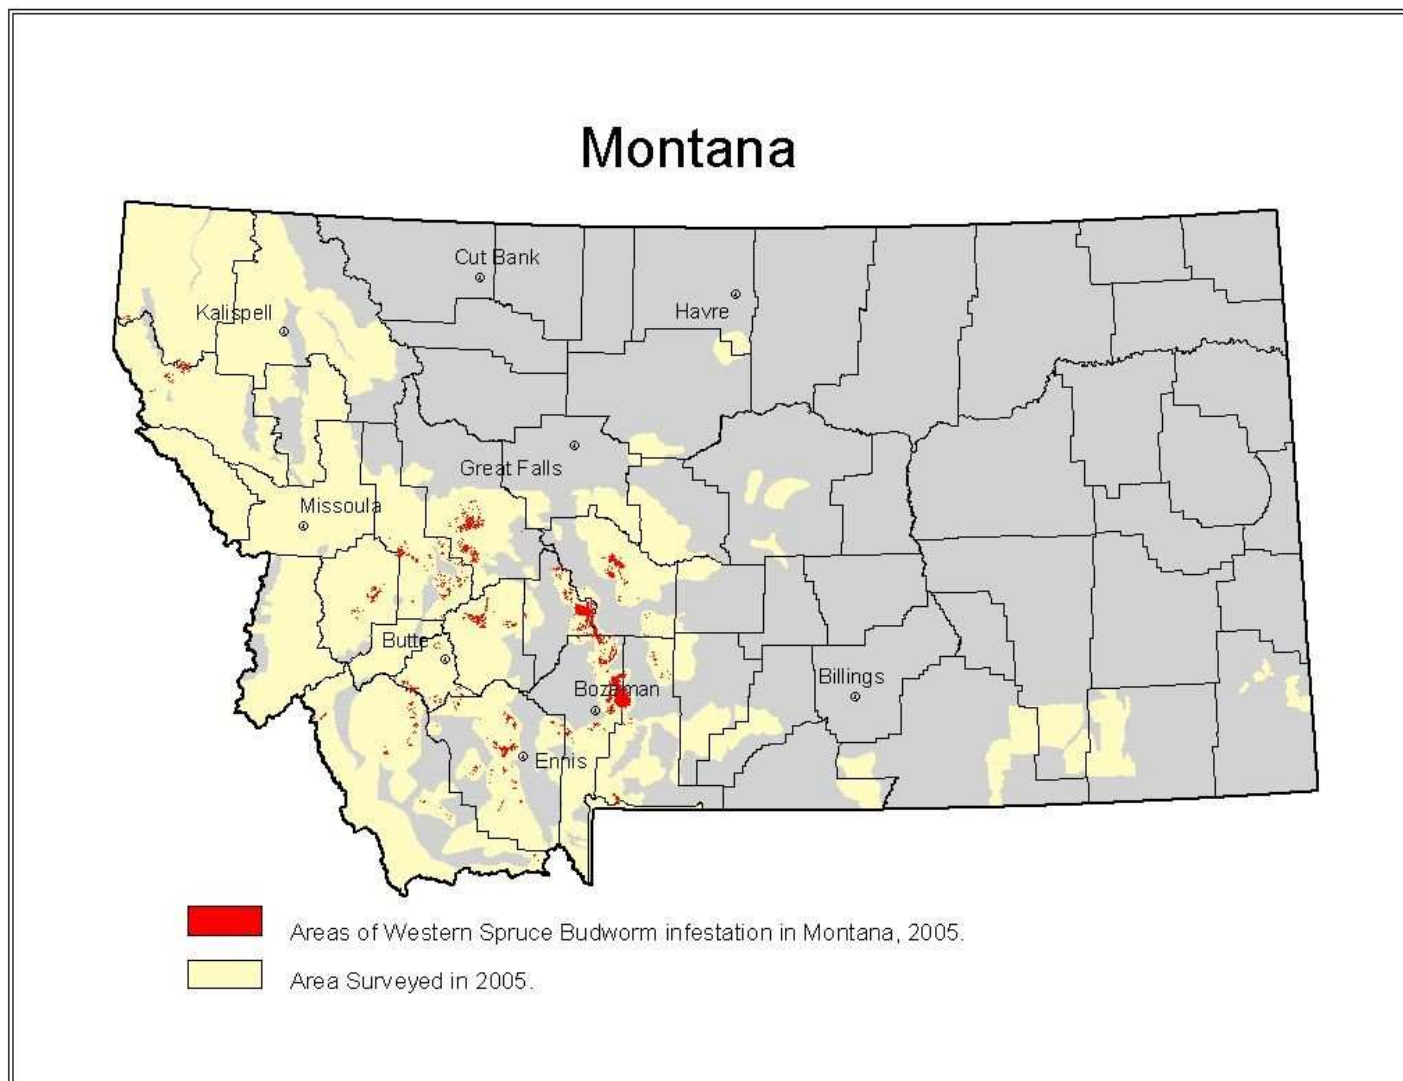 Montana
Cut Bank
Kalispell
Havre
Great Falls
Missoula
Butte
Bozeman
Billings
Ennis
Areas of Western Spruce Budworm infestation in Montana, 2005.
Area Surveyed in 2005.